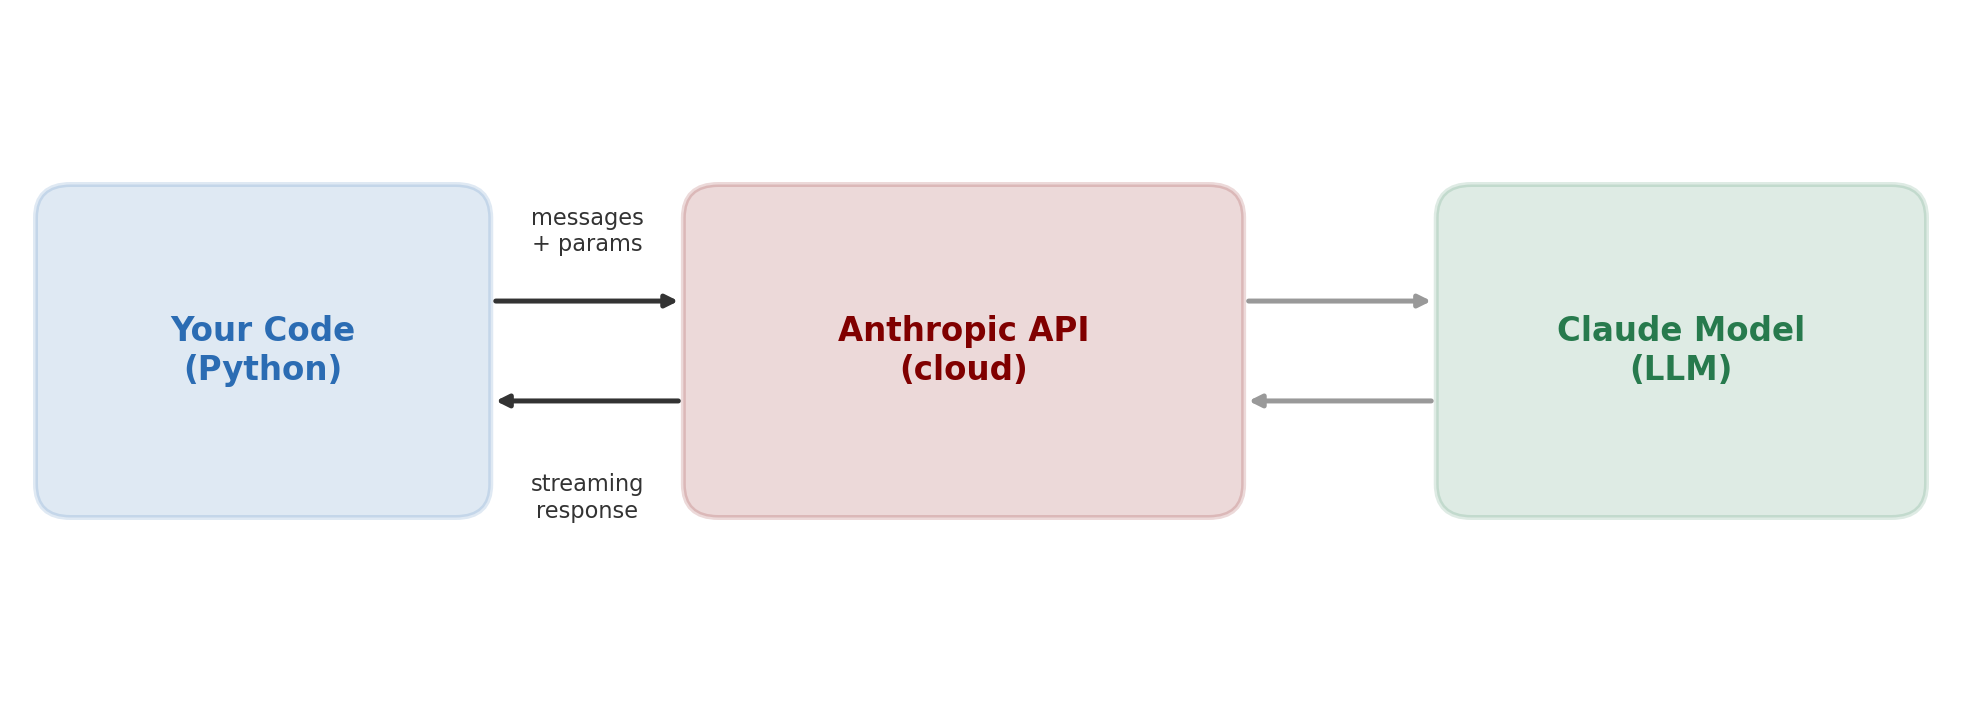 Your Code
(Python)
messages
+ params
streaming
response
Anthropic API
(cloud)
Claude Model
(LLM)